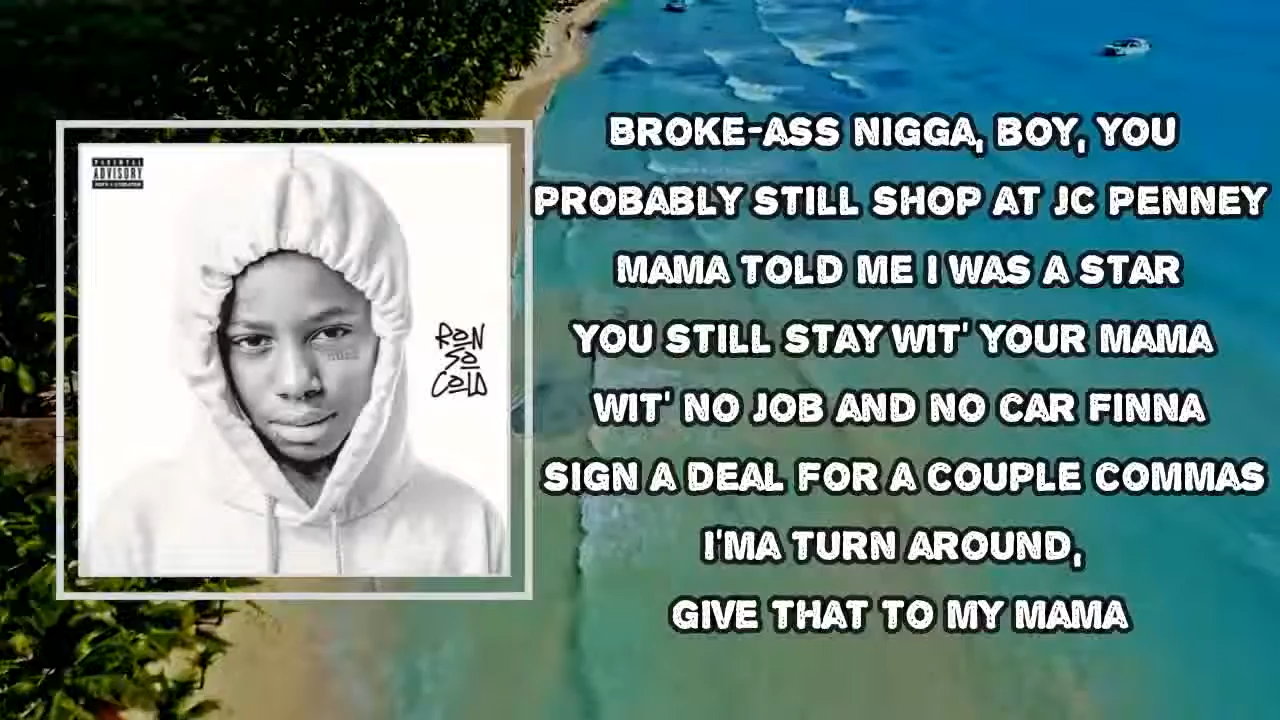 PARENTAL
ADVISORY
RON
SO
COLD
BROKE-ASS NIGGA, BOY, YOU
PROBABLY STILL SHOP AT JC PENNEY
MAMA TOLD ME I WAS A STAR
YOU STILL STAY WIT' YOUR MAMA
WIT' NO JOB AND NO CAR FINNA
SIGN A DEAL FOR A COUPLE COMMAS
I'MA TURN AROUND,
GIVE THAT TO MY MAMA